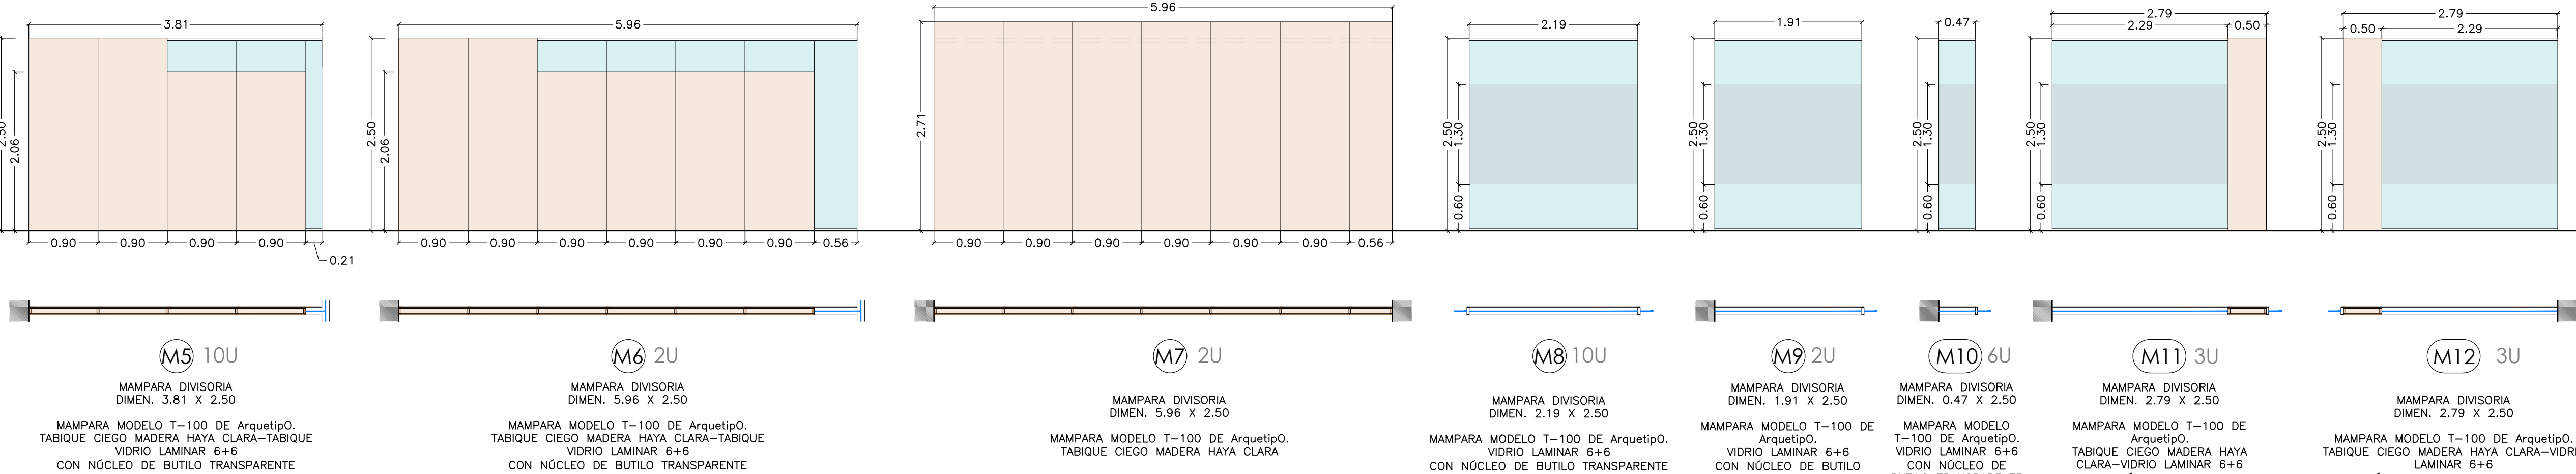 3.81
2.50
2.06
0.90
0.90
0.90
0.90
0.21
M5 10U
MAMPARA DIVISORIA
DIMEN. 3.81 X 2.50
MAMPARA MODELO T-100 DE ArquetipO.
TABIQUE CIEGO MADERA HAYA CLARA-TABIQUE
VIDRIO LAMINAR 6+6
CON NÚCLEO DE BUTILO TRANSPARENTE
5.96
2.50
2.06
0.90
0.90
0.90
0.90
0.90
0.90
0.56
M6 2U
MAMPARA DIVISORIA
DIMEN. 5.96 X 2.50
MAMPARA MODELO T-100 DE ArquetipO.
TABIQUE CIEGO MADERA HAYA CLARA-TABIQUE
VIDRIO LAMINAR 6+6
CON NÚCLEO DE BUTILO TRANSPARENTE
5.96
2.71
0.90
0.90
0.90
0.90
0.90
0.90
0.56
M7 2U
MAMPARA DIVISORIA
DIMEN. 5.96 X 2.50
MAMPARA MODELO T-100 DE ArquetipO.
TABIQUE CIEGO MADERA HAYA CLARA
2.19
2.50
1.30
0.60
M8 10U
MAMPARA DIVISORIA
DIMEN. 2.19 X 2.50
MAMPARA MODELO T-100 DE ArquetipO.
VIDRIO LAMINAR 6+6
CON NÚCLEO DE BUTILO TRANSPARENTE
1.91
2.50
1.30
0.60
M9 2U
MAMPARA DIVISORIA
DIMEN. 1.91 X 2.50
MAMPARA MODELO T-100 DE
ArquetipO.
VIDRIO LAMINAR 6+6
CON NÚCLEO DE BUTILO
0.47
2.50
1.30
0.60
M10 6U
MAMPARA DIVISORIA
DIMEN. 0.47 X 2.50
MAMPARA MODELO
T-100 DE ArquetipO.
VIDRIO LAMINAR 6+6
CON NÚCLEO DE
2.79
2.29
0.50
2.50
1.30
0.60
M11 3U
MAMPARA DIVISORIA
DIMEN. 2.79 X 2.50
MAMPARA MODELO T-100 DE
ArquetipO.
TABIQUE CIEGO MADERA HAYA
CLARA-VIDRIO LAMINAR 6+6
2.79
0.50
2.29
2.50
1.30
0.60
M12 3U
MAMPARA DIVISORIA
DIMEN. 2.79 X 2.50
MAMPARA MODELO T-100 DE ArquetipO.
TABIQUE CIEGO MADERA HAYA CLARA-VIDRIO
LAMINAR 6+6